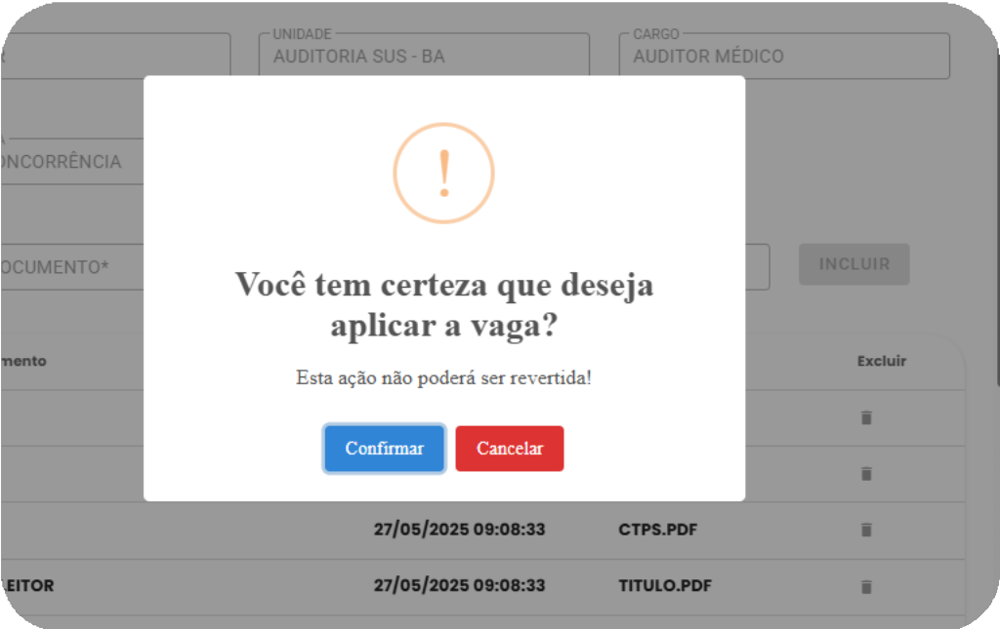 UNIDADE
AUDITORIA SUS - BA
CARGO
AUDITOR MÉDICO
ONCORRÊNCIA
!
Você tem certeza que deseja
aplicar a vaga?
Esta ação não poderá ser revertida!
Confirmar
Cancelar
OCUMENTO*
INCLUIR
mento
Excluir
27/05/2025 09:08:33 CTPS.PDF
EITOR 27/05/2025 09:08:33 TITULO.PDF